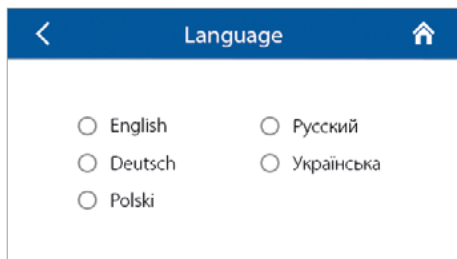 Language
English
Deutsch
Polski
Русский
Українська